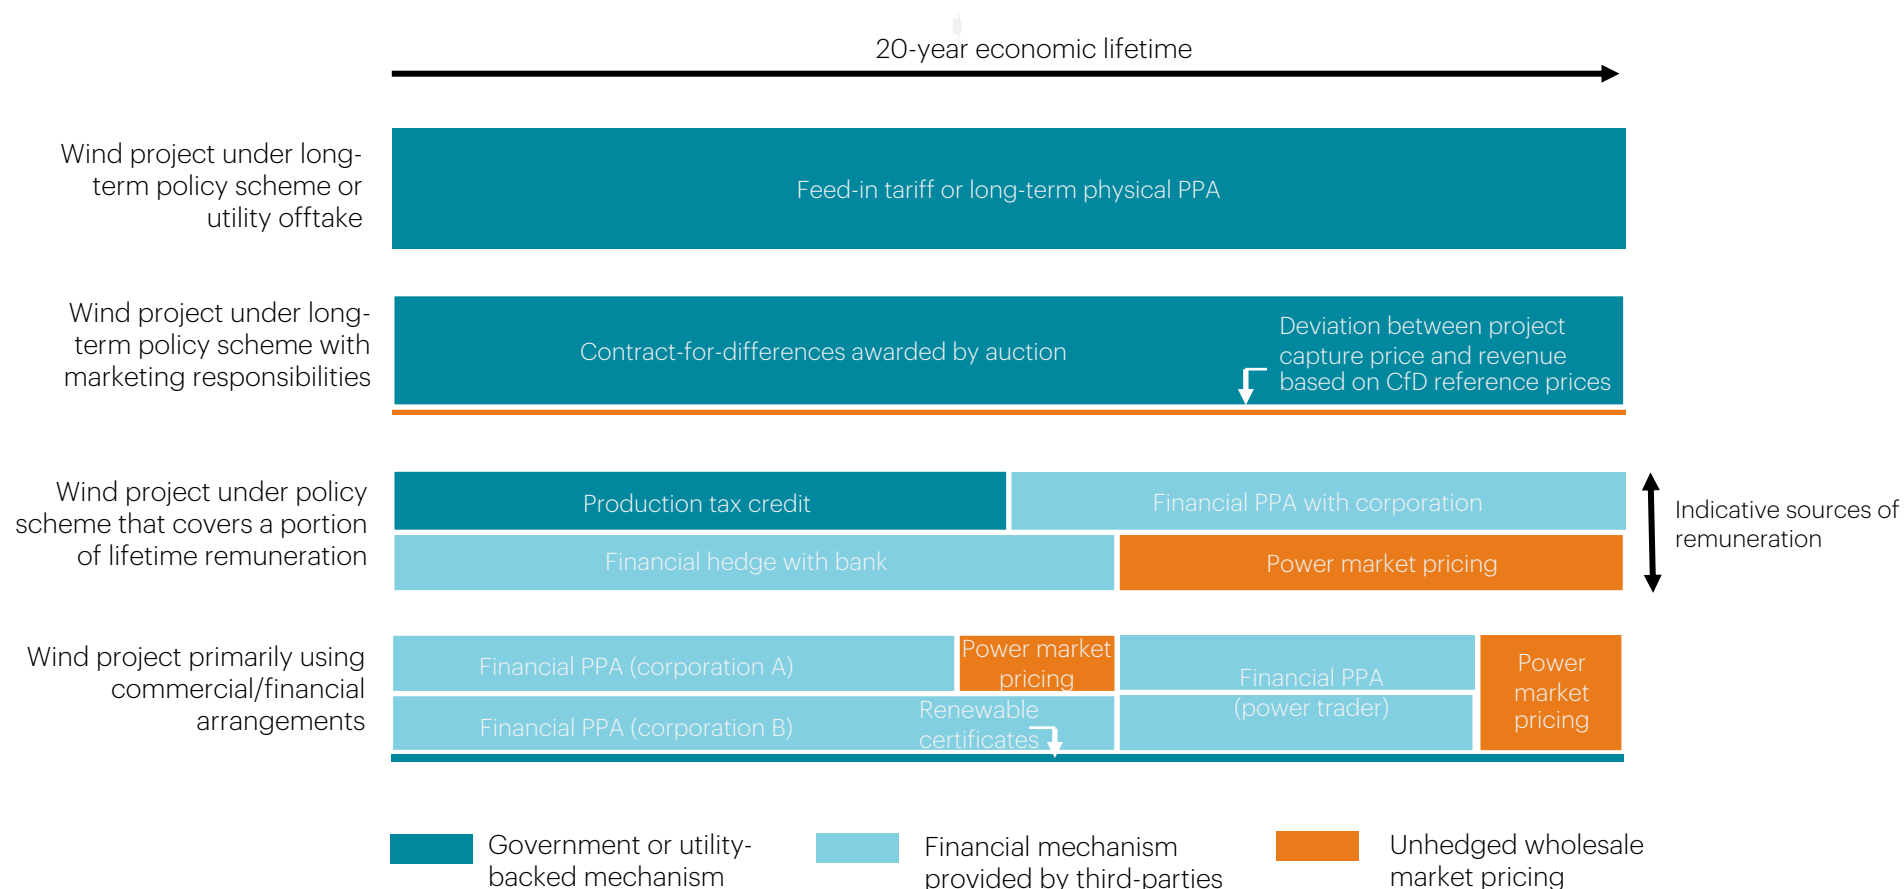 20-year economic lifetime
Wind project under long-
term policy scheme or
utility offtake
Feed-in tariff or long-term physical PPA
Wind project under long-
term policy scheme with
marketing responsibilities
Contract-for-differences awarded by auction
Deviation between project
capture price and revenue
based on CfD reference prices
Wind project under policy
scheme that covers a portion
of lifetime remuneration
Production tax credit
Financial PPA with corporation
Financial hedge with bank
Power market pricing
Indicative sources of
remuneration
Wind project primarily using
commercial/financial
arrangements
Financial PPA (corporation A)
Power market
pricing
Financial PPA
(power trader)
Power
market
pricing
Financial PPA (corporation B)
Renewable
certificates
Government or utility-
backed mechanism
Financial mechanism
provided by third-parties
Unhedged wholesale
market pricing